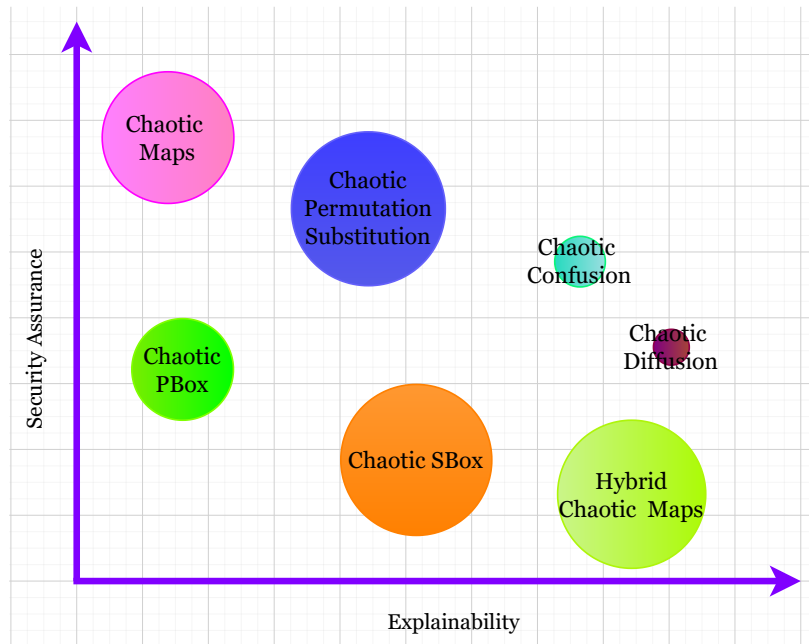 Chaotic
Maps
Chaotic
Permutation
Substitution
Chaotic
Confusion
Chaotic
Diffusion
Chaotic
PBox
Chaotic SBox
Hybrid
Chaotic Maps
Security Assurance
Explainability